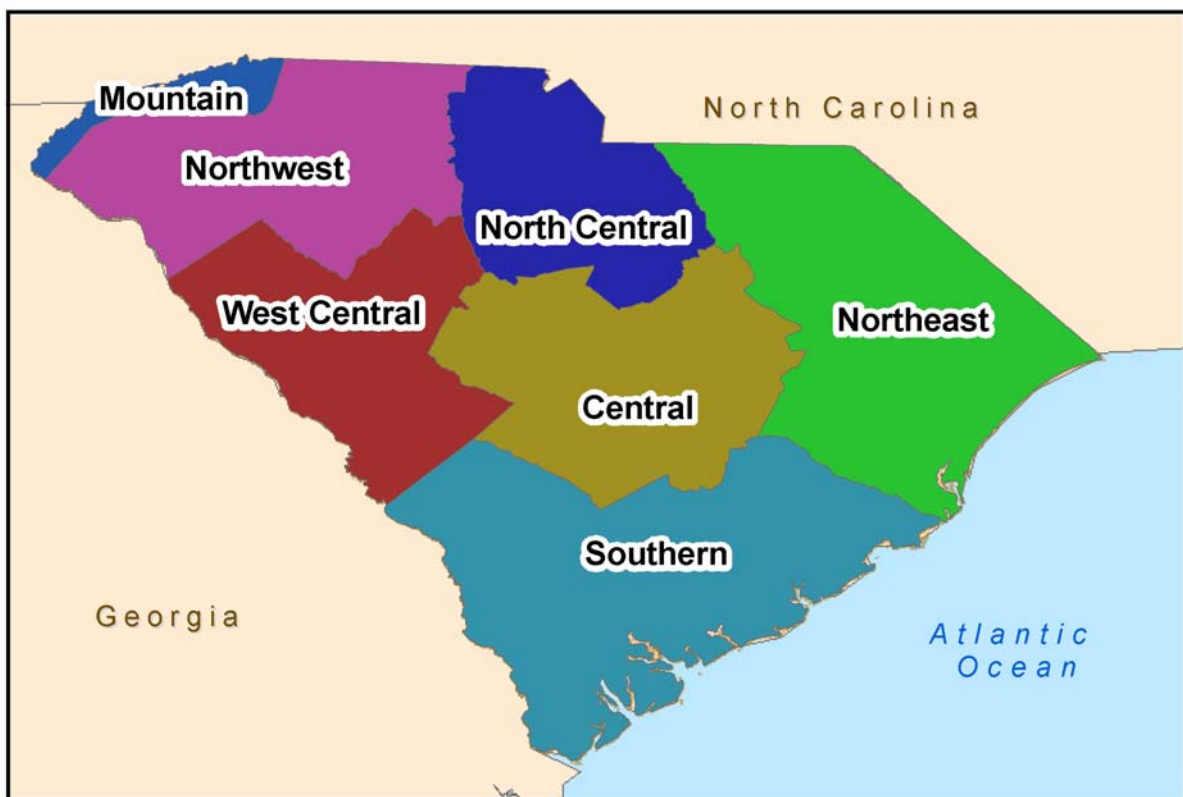 Mountain
North Carolina
Northwest
North Central
West Central
Northeast
Central
Southern
Georgia
Atlantic
Ocean